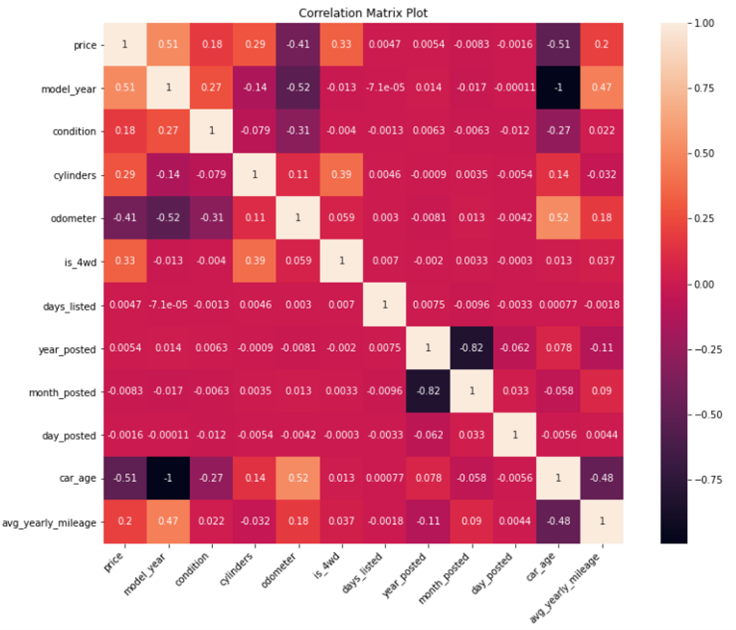 Correlation Matrix Plot
price 1 0.51 0.18 0.29 -0.41 0.33 0.0047 0.0054 -0.0083 -0.0016 -0.51 0.2
model_year 0.51 1 0.27 -0.14 -0.52 -0.013 -7.1e-05 0.014 -0.017 -0.00011 -1 0.47
condition 0.18 0.27 1 -0.079 -0.31 -0.004 -0.0013 0.0063 -0.0063 -0.012 -0.27 0.022
cylinders 0.29 -0.14 -0.079 1 0.11 0.39 0.0046 -0.0009 0.0035 -0.0054 0.14 -0.032
odometer -0.41 -0.52 -0.31 0.11 1 0.059 0.003 -0.0081 0.013 -0.0042 0.52 0.18
is_4wd 0.33 -0.013 -0.004 0.39 0.059 1 0.007 -0.002 0.0033 -0.0003 0.013 0.037
days_listed 0.0047 -7.1e-05 -0.0013 0.0046 0.003 0.007 1 0.0075 -0.0096 -0.0033 0.00077 -0.0018
year_posted 0.0054 0.014 0.0063 -0.0009 -0.0081 -0.002 0.0075 1 -0.82 -0.062 0.078 -0.11
month_posted -0.0083 -0.017 -0.0063 0.0035 0.013 0.0033 -0.0096 -0.82 1 0.033 -0.058 0.09
day_posted -0.0016 -0.00011 -0.012 -0.0054 -0.0042 -0.0003 -0.0033 -0.062 0.033 1 -0.0056 0.0044
car_age -0.51 -1 -0.27 0.14 0.52 0.013 0.00077 0.078 -0.058 -0.0056 1 -0.48
avg_yearly_mileage 0.2 0.47 0.022 -0.032 0.18 0.037 -0.0018 -0.11 0.09 0.0044 -0.48 1
price model_year condition cylinders odometer is_4wd days_listed year_posted month_posted day_posted car_age avg_yearly_mileage
1.00
0.75
0.50
0.25
0.00
-0.25
-0.50
-0.75